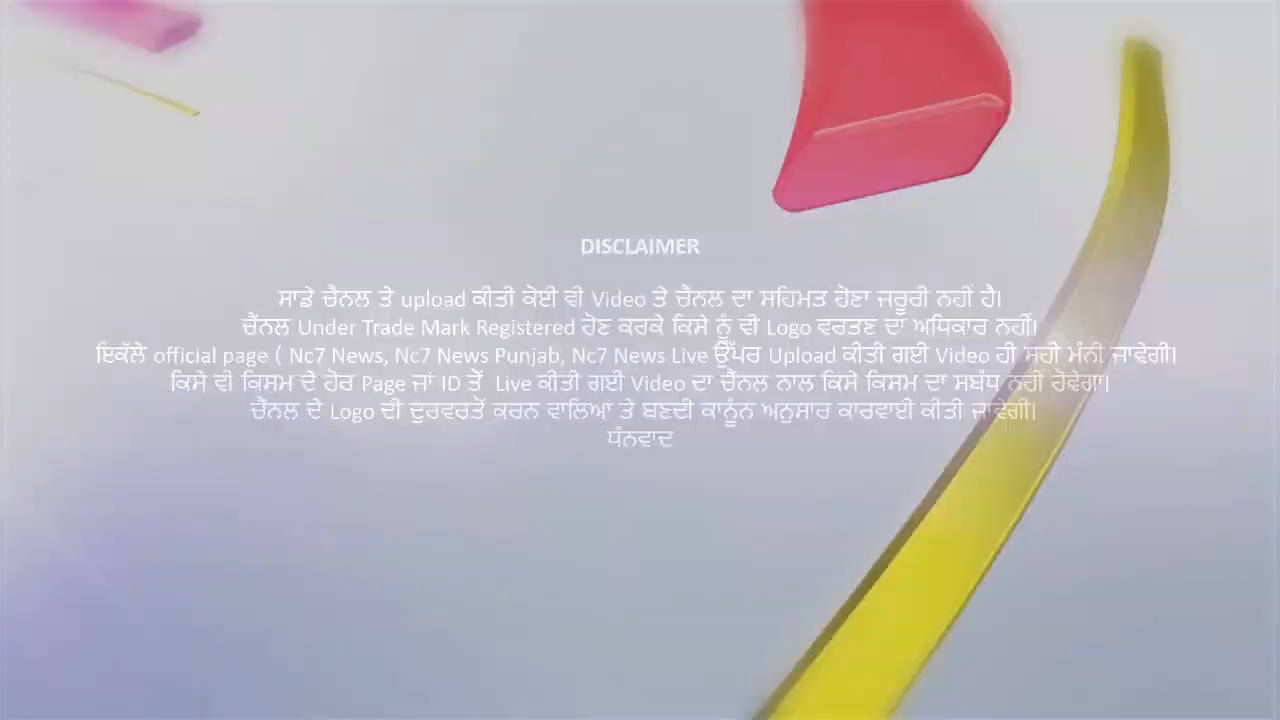 DISCLAIMER
ਸਾਡੇ ਚੈਨਲ ਤੇ upload ਕੀਤੀ ਕੋਈ ਵੀ Video ਤੇ ਚੈਨਲ ਦਾ ਸਹਿਮਤ ਹੋਣਾ ਜਰੂਰੀ ਨਹੀਂ ਹੈ।
ਚੈਨਲ Under Trade Mark Registered ਹੋਣ ਕਰਕੇ ਕਿਸੇ ਨੂੰ ਵੀ Logo ਵਰਤਣ ਦਾ ਅਧਿਕਾਰ ਨਹੀਂ।
ਇਕੱਲੇ official page ( Nc7 News, Nc7 News Punjab, Nc7 News Live ਉੱਪਰ Upload ਕੀਤੀ ਗਈ Video ਹੀ ਸਹੀ ਮੰਨੀ ਜਾਵੇਗੀ।
ਕਿਸੇ ਵੀ ਕਿਸਮ ਦੇ ਹੋਰ Page ਜਾਂ ID ਤੋਂ Live ਕੀਤੀ ਗਈ Video ਦਾ ਚੈਨਲ ਨਾਲ ਕਿਸੇ ਕਿਸਮ ਦਾ ਸਬੰਧ ਨਹੀਂ ਹੋਵੇਗਾ।
ਚੈਨਲ ਦੇ Logo ਦੀ ਦੁਰਵਰਤੋਂ ਕਰਨ ਵਾਲਿਆਂ ਤੇ ਬਣਦੀ ਕਾਨੂੰਨ ਅਨੁਸਾਰ ਕਾਰਵਾਈ ਕੀਤੀ ਜਾਵੇਗੀ।
ਧੰਨਵਾਦ